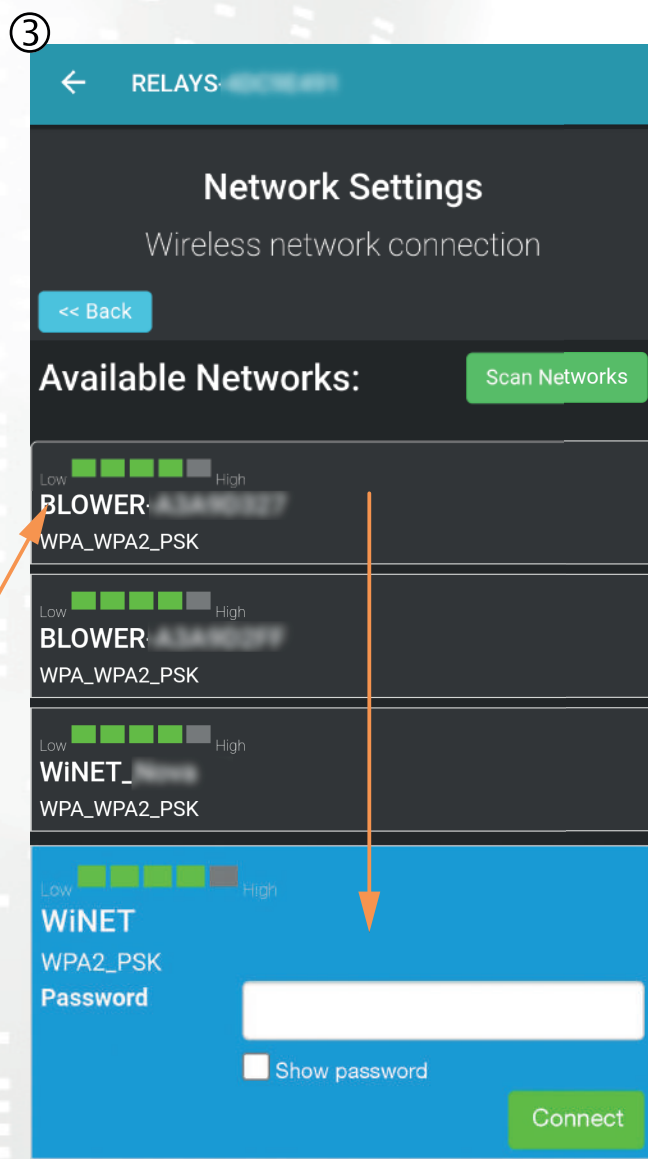 ③
← RELAYS-
Network Settings
Wireless network connection
<< Back
Available Networks:
Scan Networks
Low High
BLOWER-
WPA_WPA2_PSK
Low High
BLOWER-
WPA_WPA2_PSK
Low High
WiNET_
WPA_WPA2_PSK
Low High
WiNET
WPA2_PSK
Password
Show password
Connect